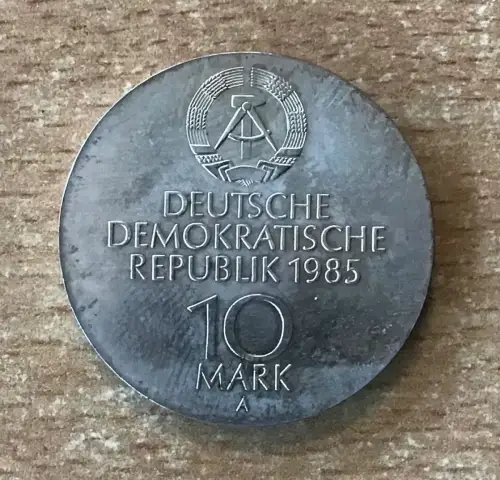 DEUTSCHE
DEMOKRATISCHE
REPUBLIK 1985
10
MARK
A